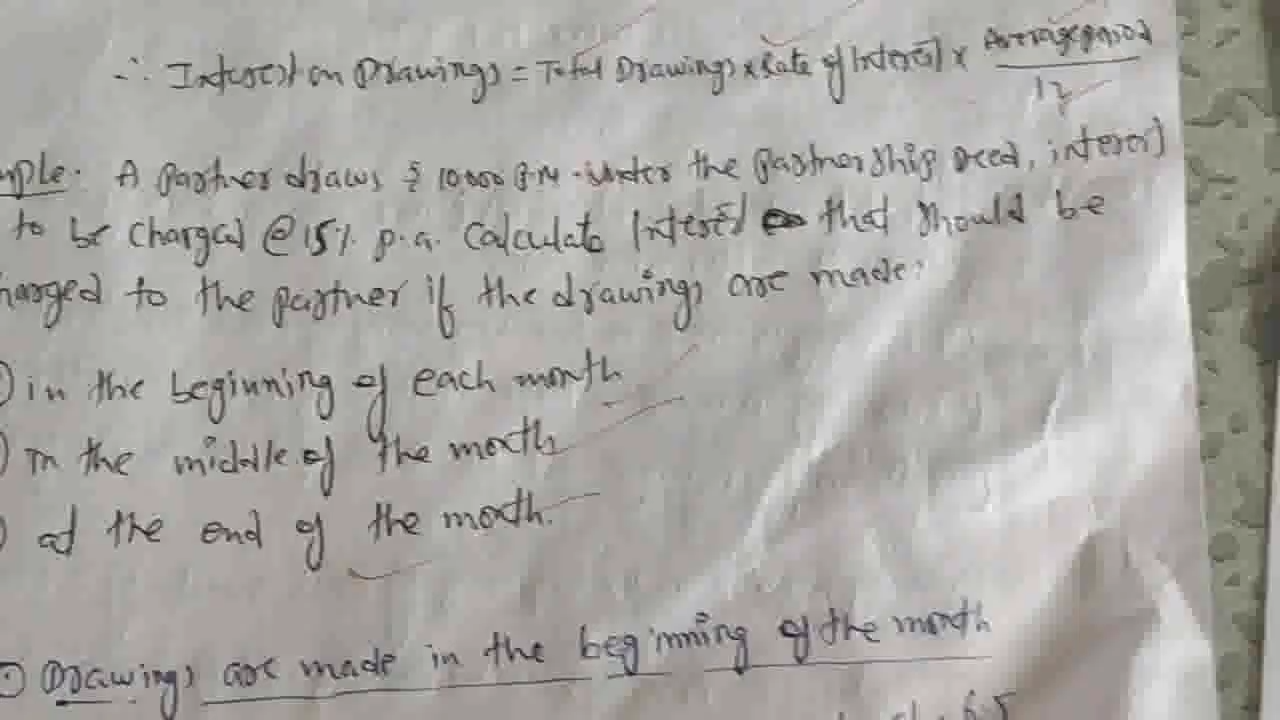 ∴ Interest on Drawings = Total Drawings × Rate of Interest × Average period / 12
mple: A partner draws ₹ 10000 P.M. Under the partnership Deed, interest
to be charged @ 15% p.a. Calculate Interest that should be
harged to the partner if the drawings are made:
) in the beginning of each month
) In the middle of the month
) at the end of the month.
Drawings are made in the beginning of the month
6.5